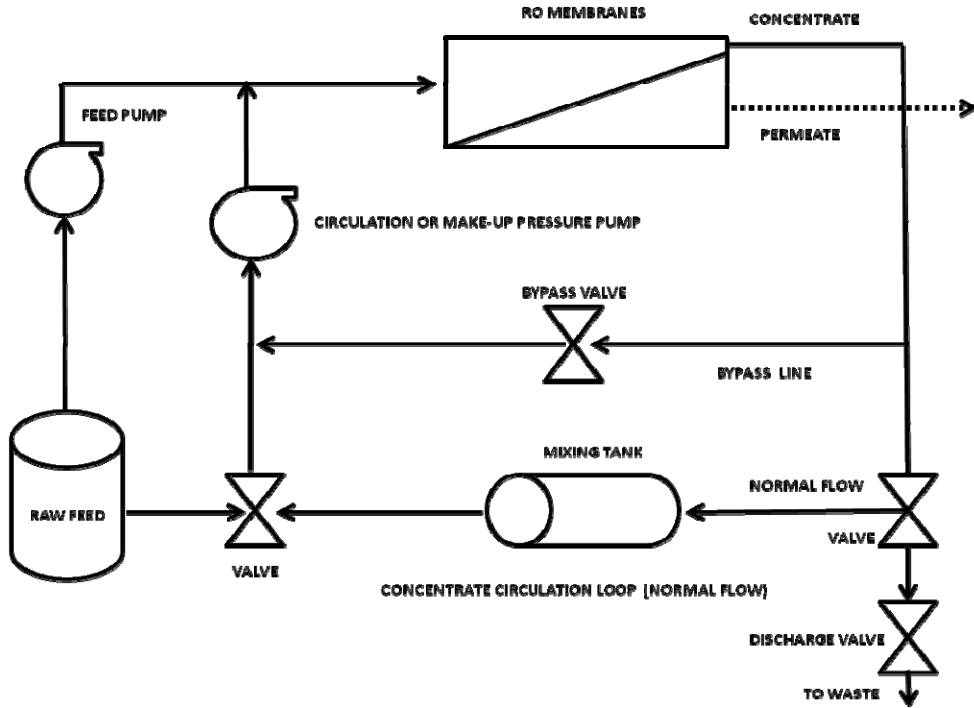 RO MEMBRANES
CONCENTRATE
FEED PUMP
PERMEATE
CIRCULATION OR MAKE-UP PRESSURE PUMP
BYPASS VALVE
BYPASS LINE
MIXING TANK
NORMAL FLOW
RAW FEED
VALVE
VALVE
CONCENTRATE CIRCULATION LOOP (NORMAL FLOW)
DISCHARGE VALVE
TO WASTE